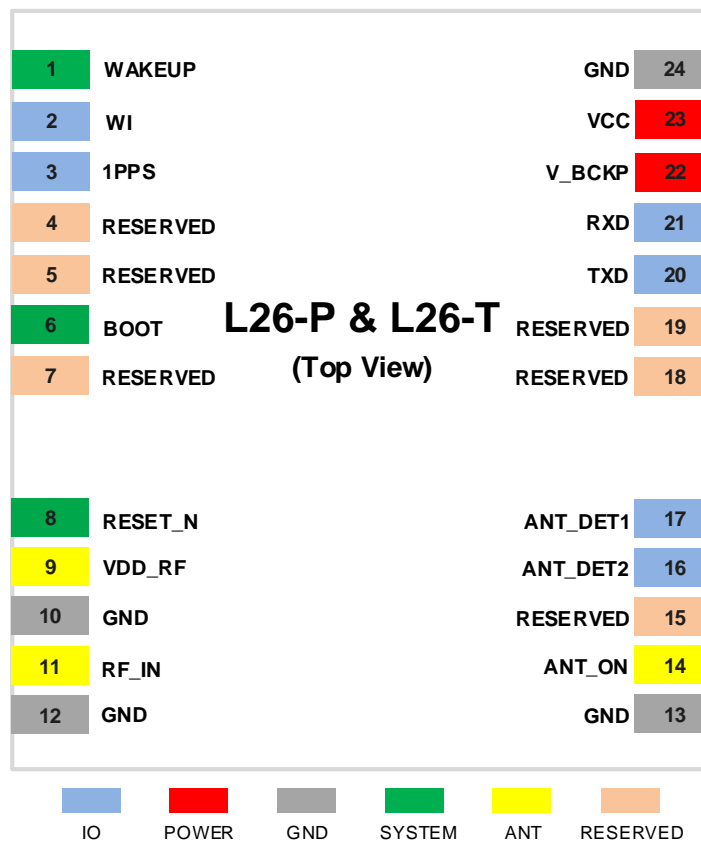 1 WAKEUP GND 24
2 WI VCC 23
3 1PPS V_BCKP 22
4 RESERVED RXD 21
5 RESERVED TXD 20
6 BOOT L26-P & L26-T RESERVED 19
(Top View)
7 RESERVED RESERVED 18
8 RESET_N ANT_DET1 17
9 VDD_RF ANT_DET2 16
10 GND RESERVED 15
11 RF_IN ANT_ON 14
12 GND GND 13
IO POWER GND SYSTEM ANT RESERVED